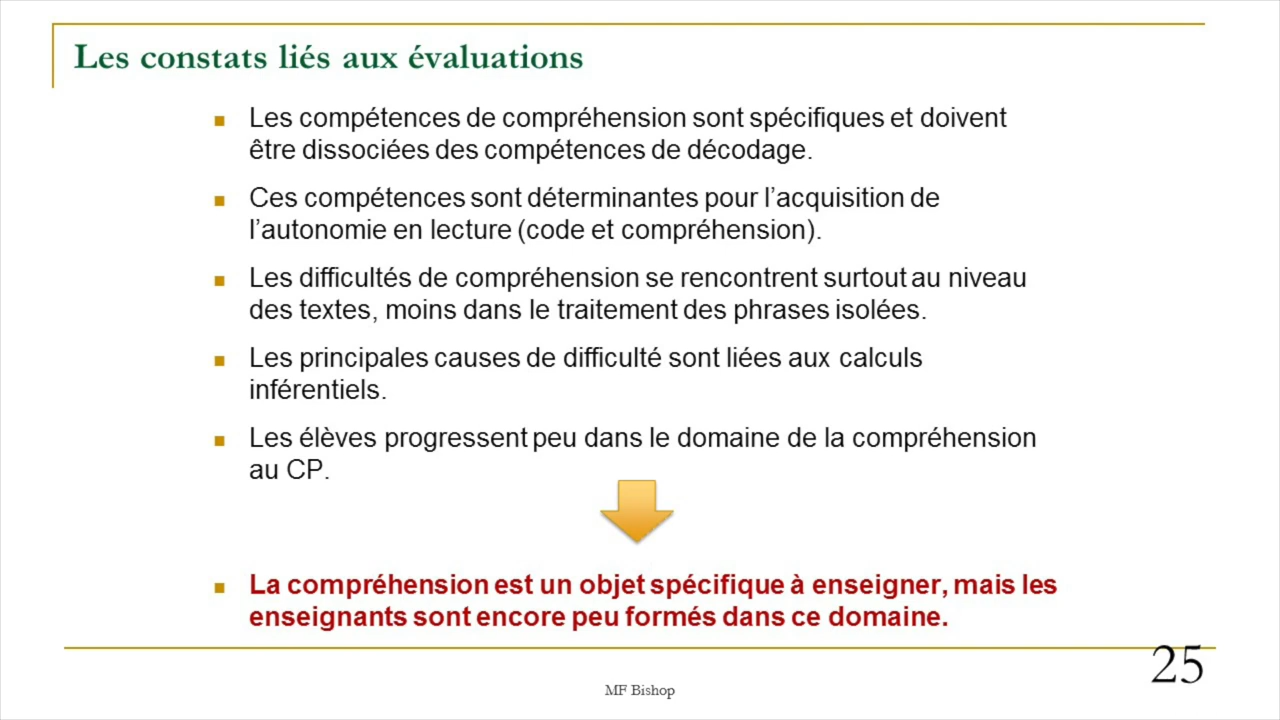 Les constats liés aux évaluations
Les compétences de compréhension sont spécifiques et doivent
être dissociées des compétences de décodage.
Ces compétences sont déterminantes pour l’acquisition de
l’autonomie en lecture (code et compréhension).
Les difficultés de compréhension se rencontrent surtout au niveau
des textes, moins dans le traitement des phrases isolées.
Les principales causes de difficulté sont liées aux calculs
inférentiels.
Les élèves progressent peu dans le domaine de la compréhension
au CP.
La compréhension est un objet spécifique à enseigner, mais les
enseignants sont encore peu formés dans ce domaine.
25
MF Bishop